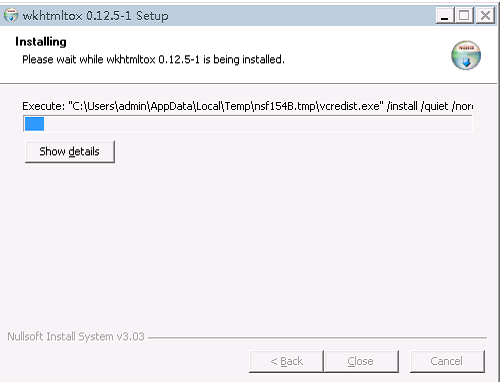 wkhtmltox 0.12.5-1 Setup
Installing
Please wait while wkhtmltox 0.12.5-1 is being installed.
Execute: "C:\Users\admin\AppData\Local\Temp\nsf154B.tmp\vcredist.exe" /install /quiet /nore
Show details
Nullsoft Install System v3.03
< Back
Close
Cancel